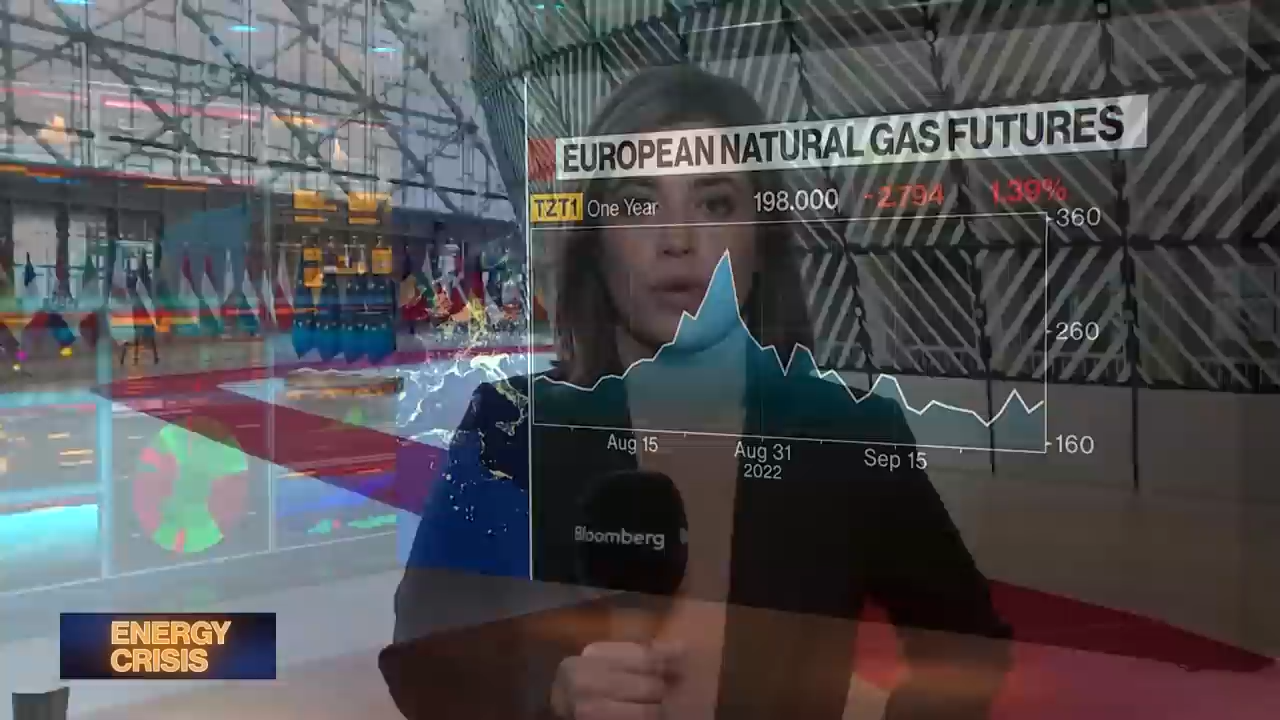 EUROPEAN NATURAL GAS FUTURES
TZT1 One Year 198.000 -2.794 1.39%
360
260
160
Aug 15 Aug 31 Sep 15
2022
Bloomberg
ENERGY
CRISIS